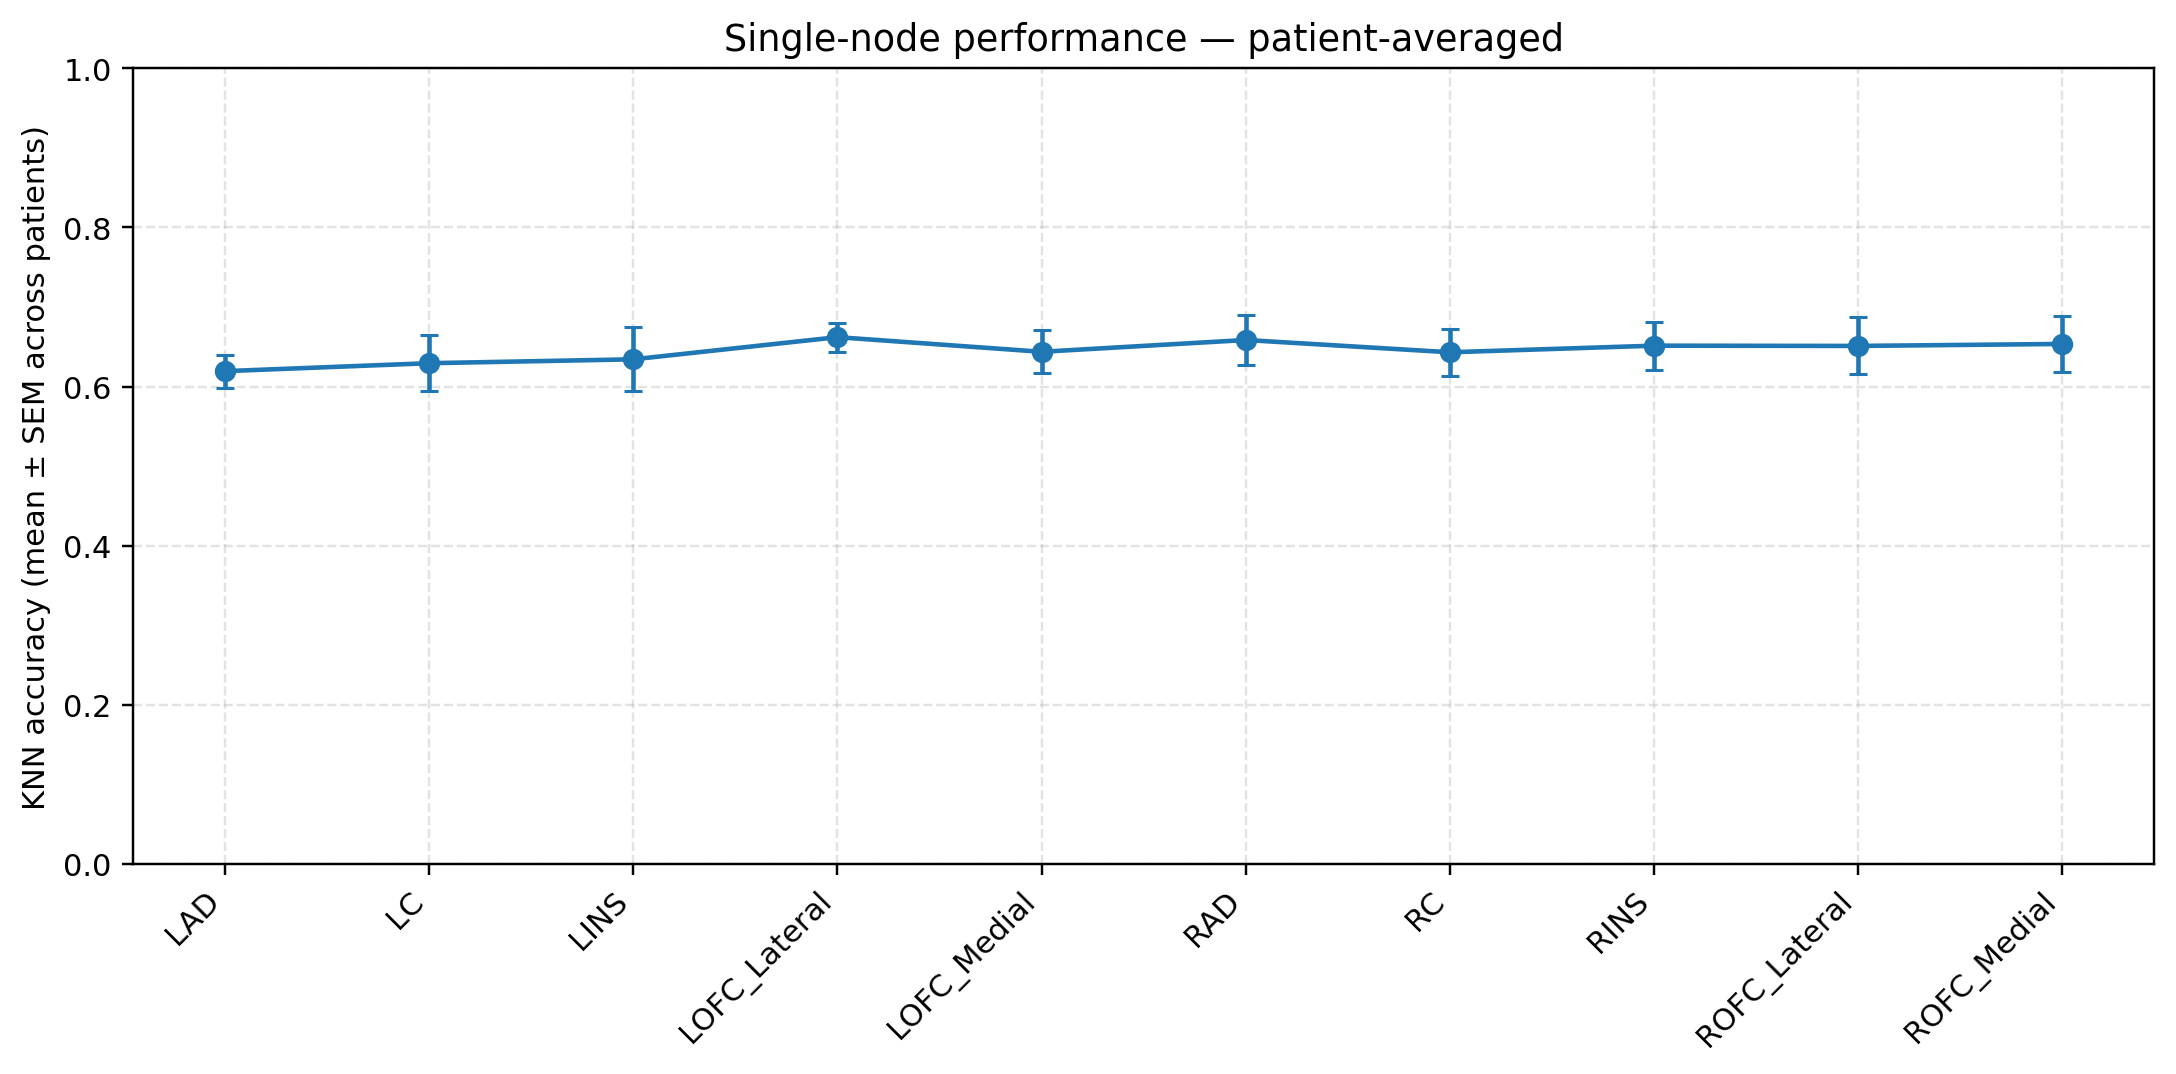 Single-node performance — patient-averaged
KNN accuracy (mean ± SEM across patients)
1.0
0.8
0.6
0.4
0.2
0.0
LAD
LC
LINS
LOFC_Lateral
LOFC_Medial
RAD
RC
RINS
ROFC_Lateral
ROFC_Medial